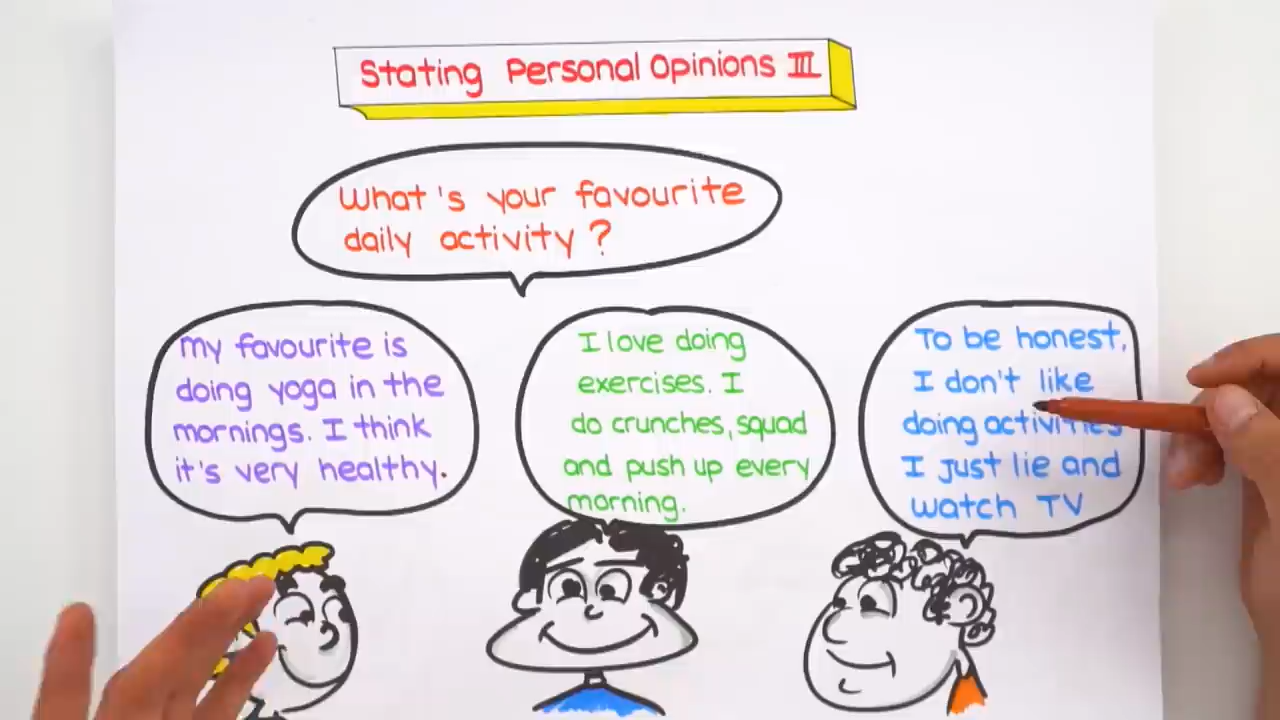 Stating Personal Opinions III
What's your favourite
daily activity?
My favourite is
doing yoga in the
mornings. I think
it's very healthy.
I love doing
exercises. I
do crunches, squad
and push up every
morning.
To be honest,
I don't like
doing activities
I just lie and
watch TV